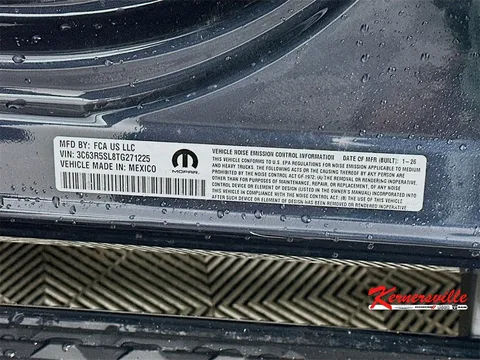 MFD BY: FCA US LLC
VIN: 3C63R5SL8TG271225
VEHICLE MADE IN: MEXICO
MOPAR
VEHICLE NOISE EMISSION CONTROL INFORMATION DATE OF MFR (BUILT): 1-26
THIS VEHICLE CONFORMS TO U.S. EPA REGULATIONS FOR NOISE EMISSION APPLICABLE TO MEDIUM
AND HEAVY TRUCKS.
THE FOLLOWING ACTS OR THE CAUSING THEREOF BY ANY PERSON
ARE PROHIBITED BY THE NOISE CONTROL ACT OF 1972: (A) THE REMOVAL OR RENDERING INOPERATIVE,
OTHER THAN FOR PURPOSES OF MAINTENANCE, REPAIR, OR REPLACEMENT, OF ANY NOISE
CONTROL DEVICE OR ELEMENT OF DESIGN (LISTED IN THE OWNER'S MANUAL) INCORPORATED
INTO THIS VEHICLE IN COMPLIANCE WITH THE NOISE CONTROL ACT; (B) THE USE OF THIS VEHICLE
AFTER SUCH DEVICE OR ELEMENT OF DESIGN HAS BEEN REMOVED OR RENDERED INOPERATIVE.
Kernersville